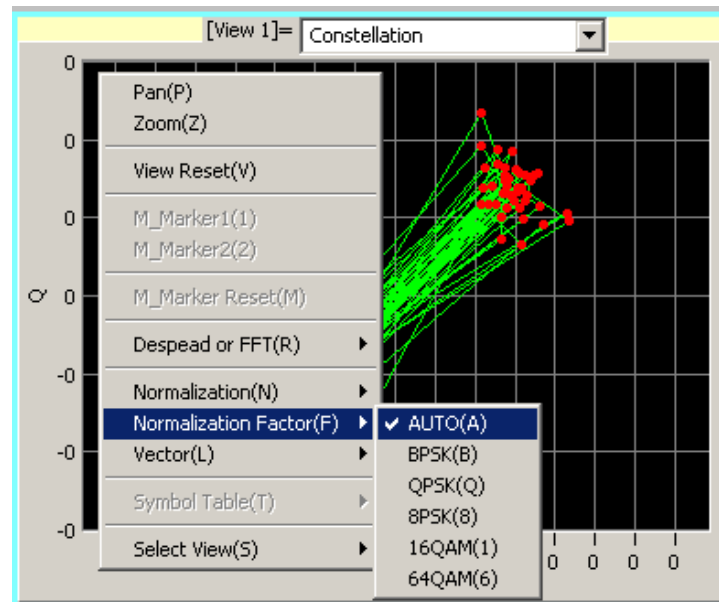 [View 1]= Constellation
0
0
0
0
-0
-0
-0
Q
Pan(P)
Zoom(Z)
View Reset(V)
M_Marker1(1)
M_Marker2(2)
M_Marker Reset(M)
Despead or FFT(R)
Normalization(N)
Normalization Factor(F)
Vector(L)
Symbol Table(T)
Select View(S)
AUTO(A)
BPSK(B)
QPSK(Q)
8PSK(8)
16QAM(1)
64QAM(6)
0 0 0 0